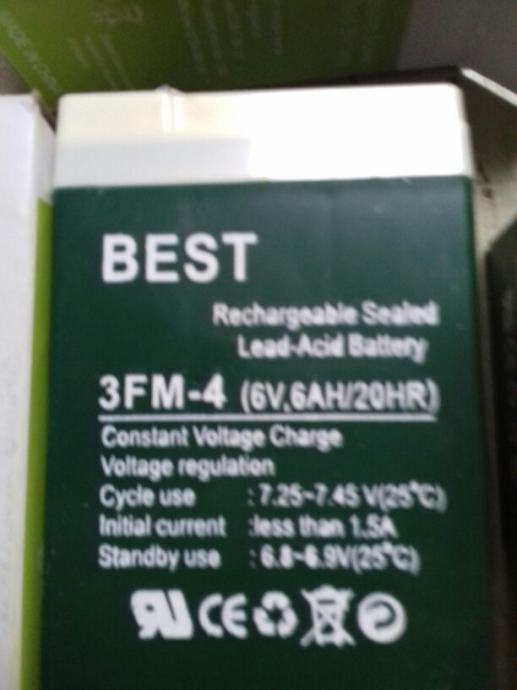 BEST
Rechargeable Sealed
Lead-Acid Battery
3FM-4 (6V,6AH/20HR)
Constant Voltage Charge
Voltage regulation
Cycle use : 7.25~7.45 V(25°C)
Initial current :less than 1.5A
Standby use : 6.8~6.9V(25°C)